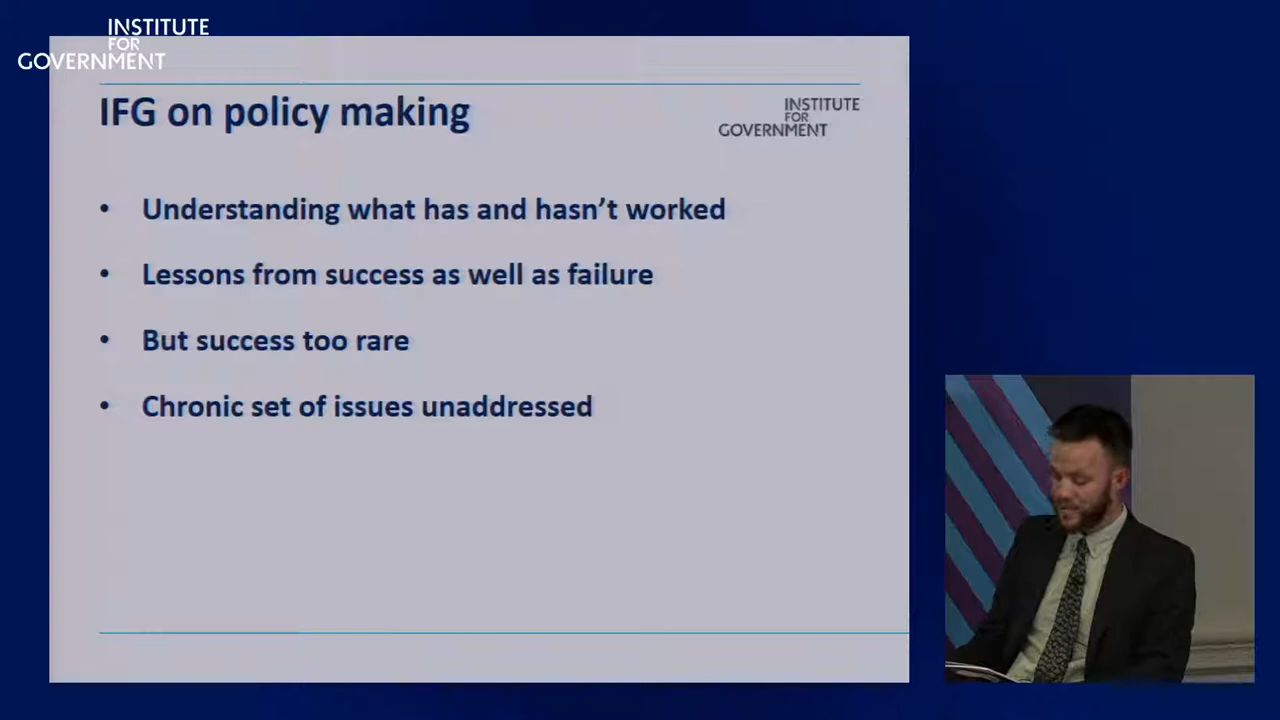 INSTITUTE
FOR
GOVERNMENT
IFG on policy making
INSTITUTE
FOR
GOVERNMENT
• Understanding what has and hasn’t worked
• Lessons from success as well as failure
• But success too rare
• Chronic set of issues unaddressed